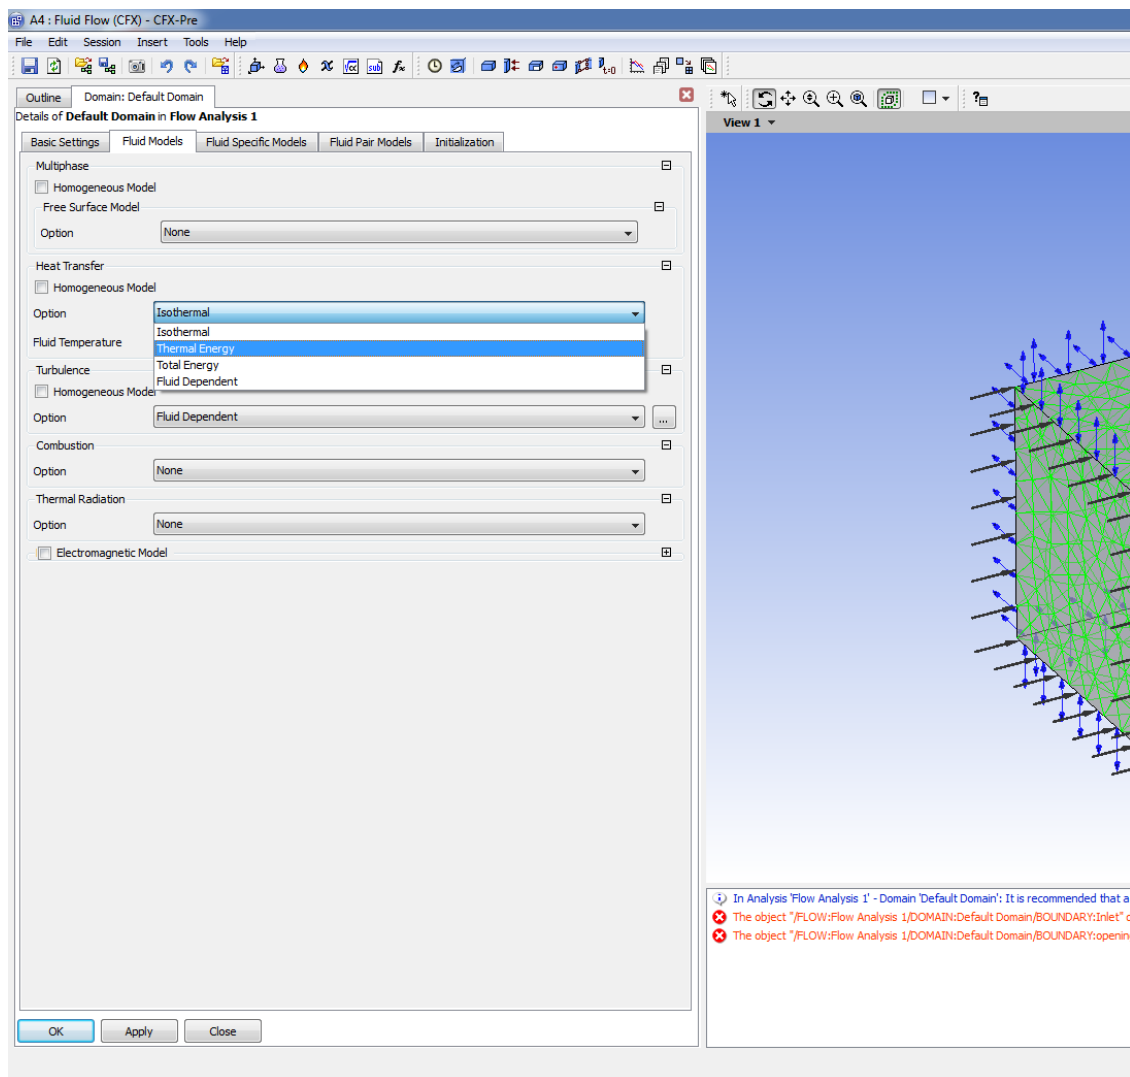 A4 : Fluid Flow (CFX) - CFX-Pre
File Edit Session Insert Tools Help
Outline Domain: Default Domain
Details of Default Domain in Flow Analysis 1
Basic Settings Fluid Models Fluid Specific Models Fluid Pair Models Initialization
Multiphase
Homogeneous Model
Free Surface Model
Option None
Heat Transfer
Homogeneous Model
Option Isothermal
Isothermal
Fluid Temperature
Thermal Energy
Total Energy
Fluid Dependent
Turbulence
Homogeneous Model
Option Fluid Dependent ...
Combustion
Option None
Thermal Radiation
Option None
Electromagnetic Model
OK Apply Close
View 1
In Analysis 'Flow Analysis 1' - Domain 'Default Domain': It is recommended that a
The object "/FLOW:Flow Analysis 1/DOMAIN:Default Domain/BOUNDARY:Inlet"
The object "/FLOW:Flow Analysis 1/DOMAIN:Default Domain/BOUNDARY:openin